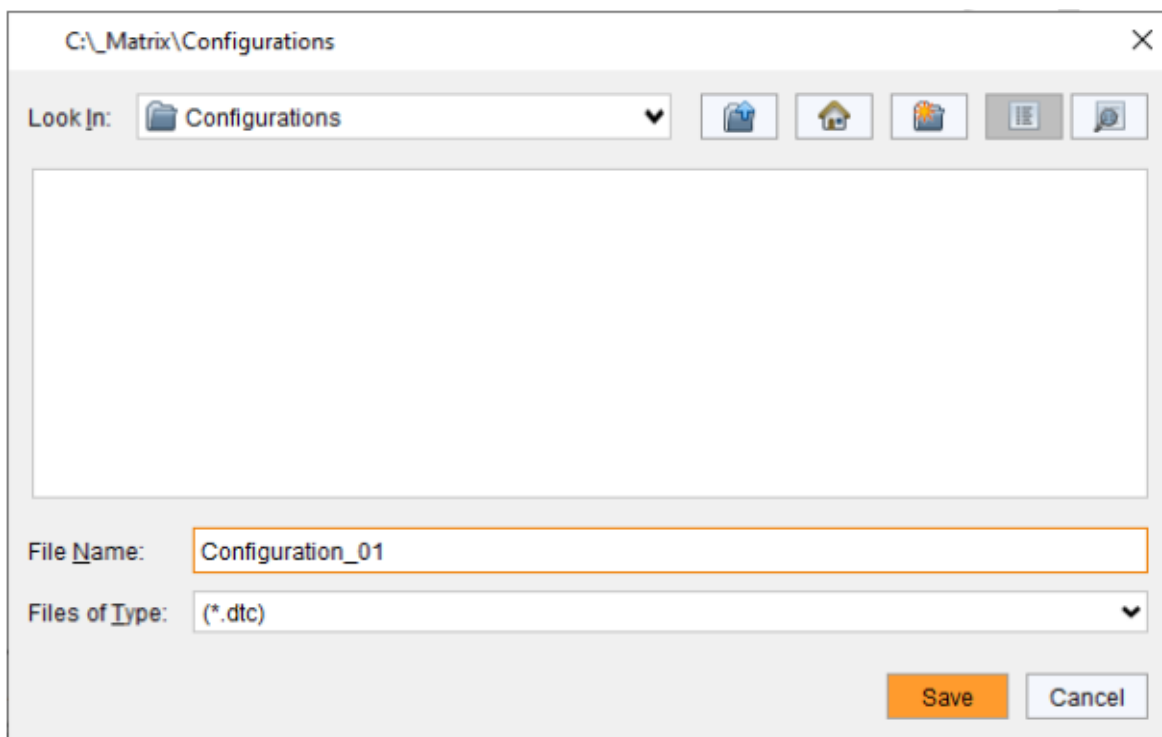 C:\_Matrix\Configurations
Look In: Configurations
File Name: Configuration_01
Files of Type: (*.dtc)
Save Cancel